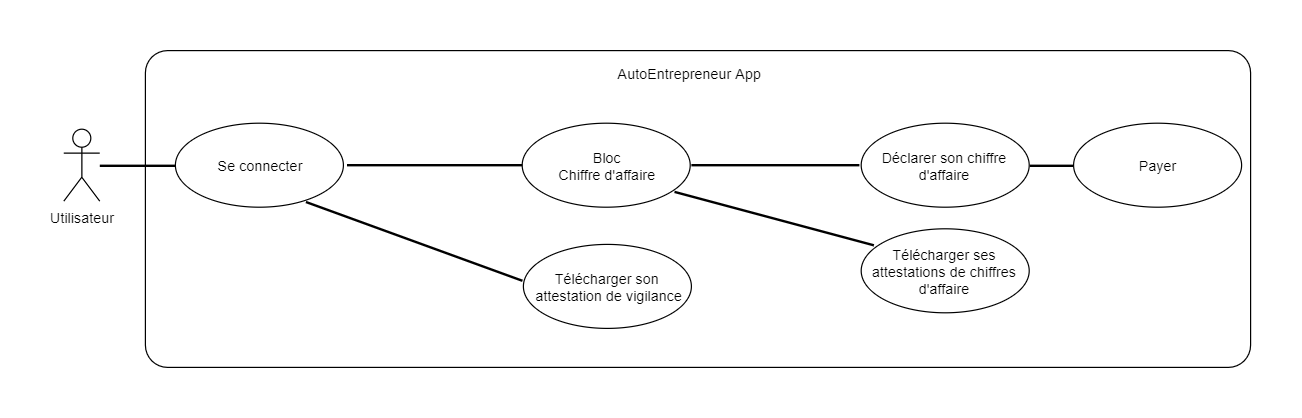 AutoEntrepreneur App
Utilisateur
Se connecter
Bloc
Chiffre d'affaire
Déclarer son chiffre
d'affaire
Payer
Télécharger son
attestation de vigilance
Télécharger ses
attestations de chiffres
d'affaire